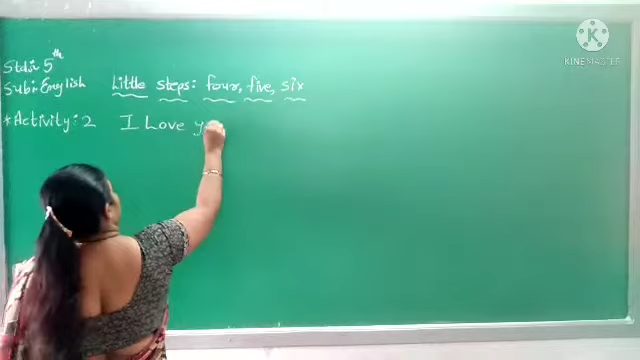 Std: 5th
Sub: English
Little steps: four, five, six
*Activity: 2 I Love y
KINEMASTER